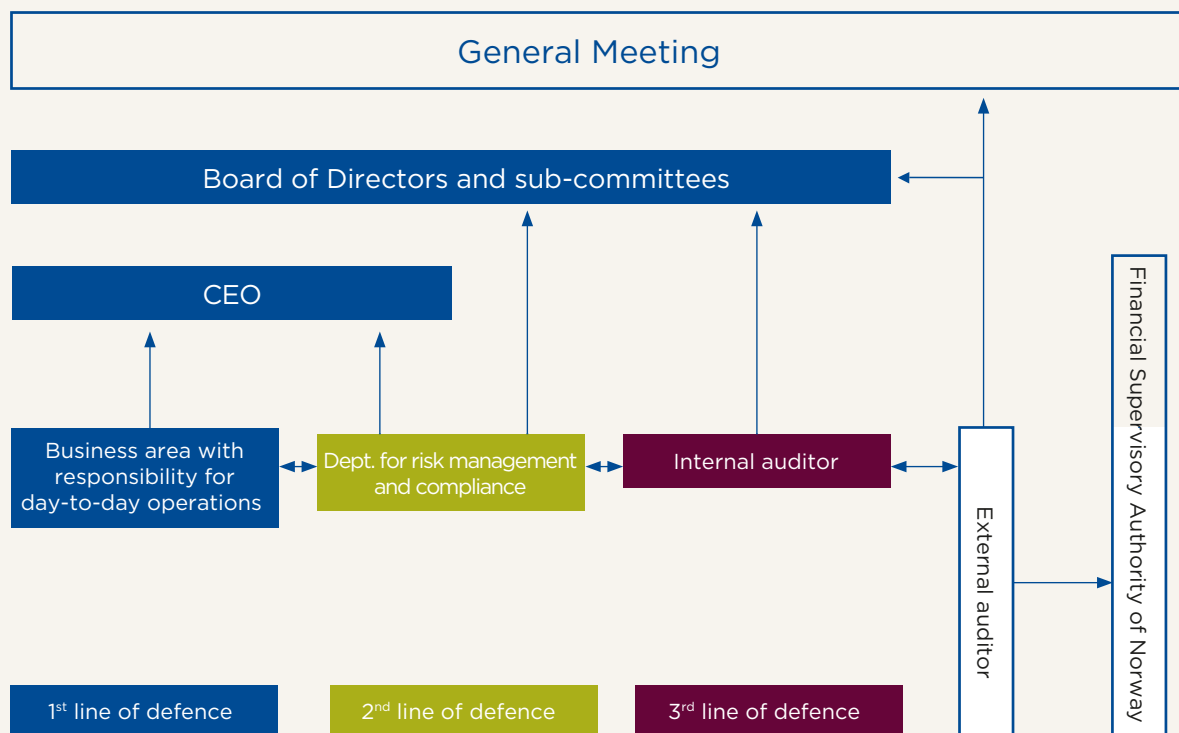 General Meeting
Board of Directors and sub-committees
CEO
Business area with
responsibility for
day-to-day operations
Dept. for risk management
and compliance
Internal auditor
External auditor
Financial Supervisory Authority of Norway
1st line of defence
2nd line of defence
3rd line of defence